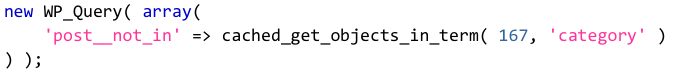 new WP_Query( array(
    'post__not_in' => cached_get_objects_in_term( 167, 'category' )
) );